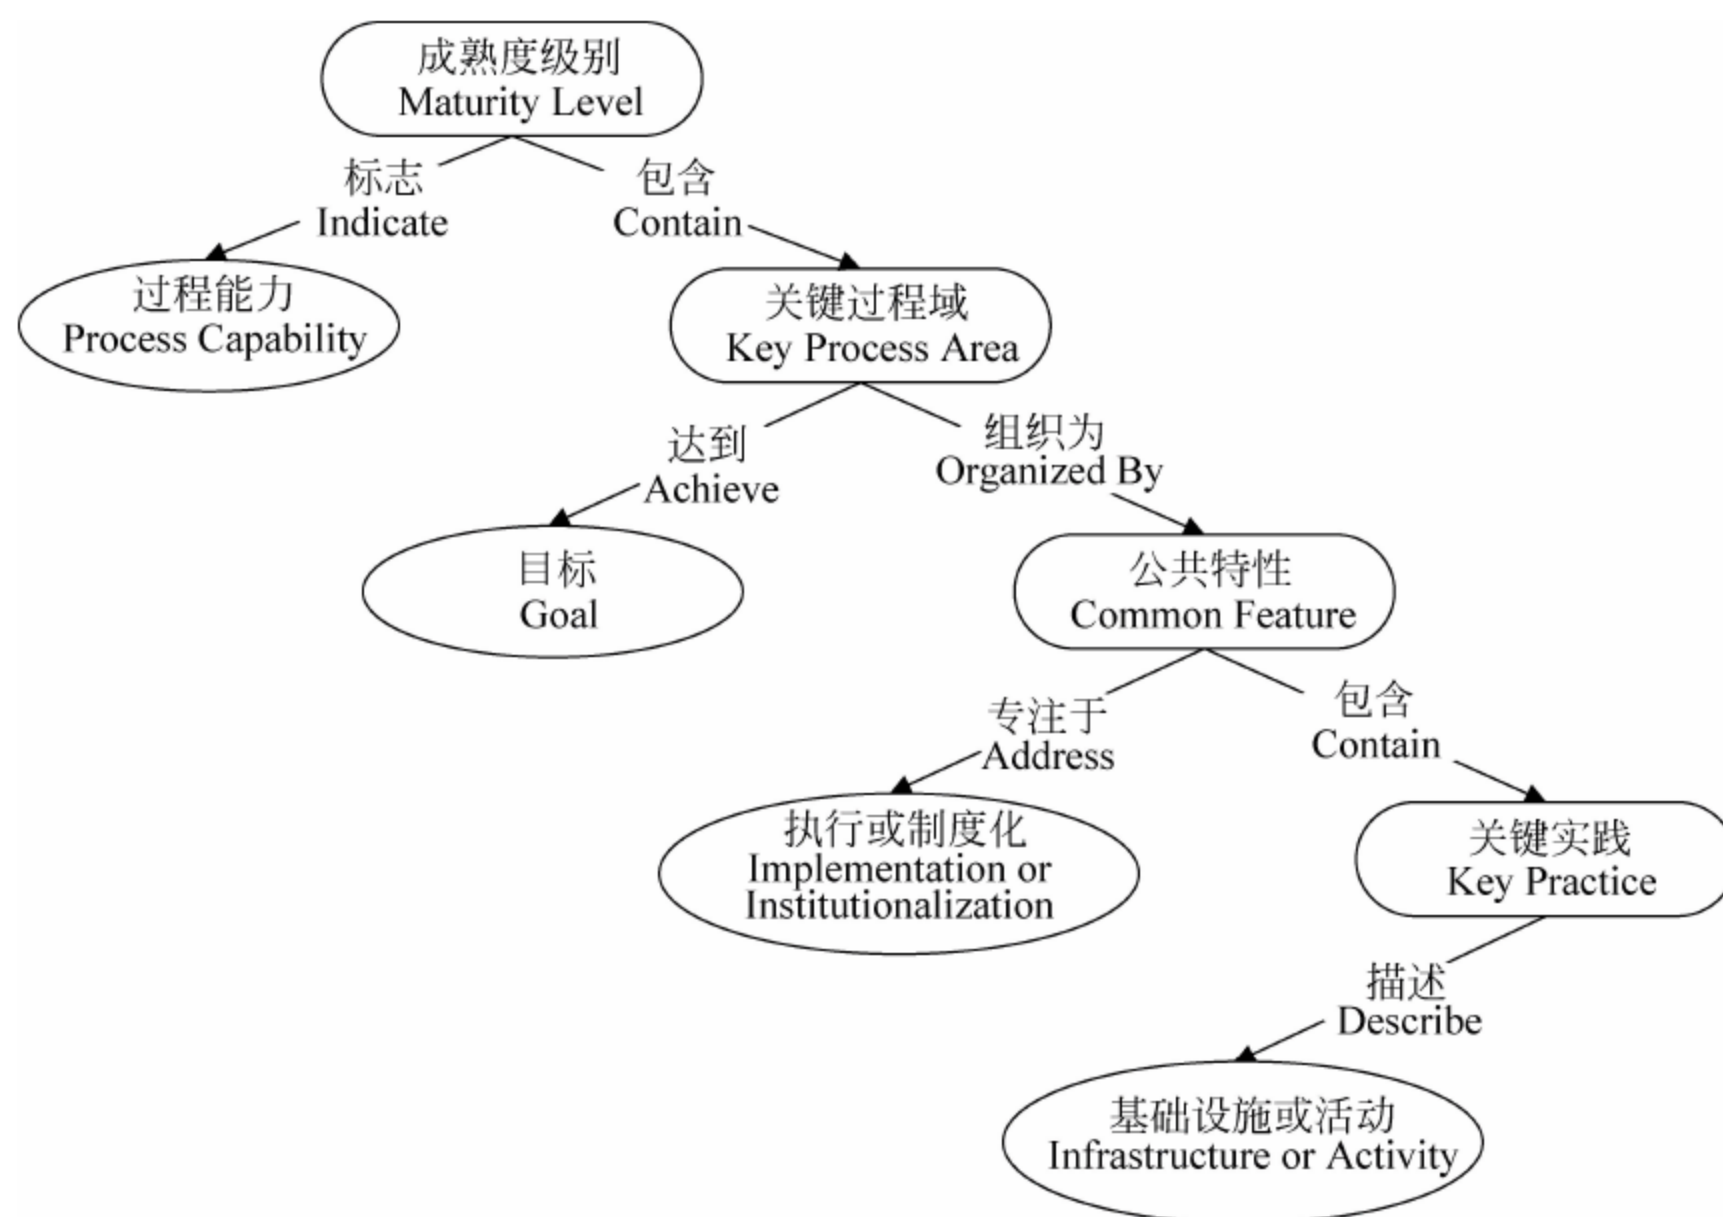 成熟度级别
Maturity Level
标志
Indicate
包含
Contain
过程能力
Process Capability
关键过程域
Key Process Area
达到
Achieve
组织为
Organized By
目标
Goal
公共特性
Common Feature
专注于
Address
包含
Contain
执行或制度化
Implementation or
Institutionalization
关键实践
Key Practice
描述
Describe
基础设施或活动
Infrastructure or Activity